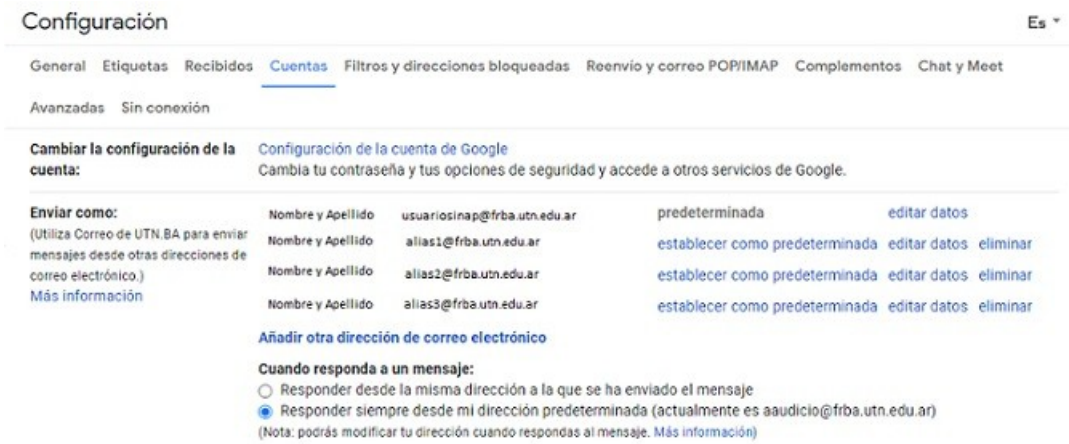 Configuración
Es
General Etiquetas Recibidos Cuentas Filtros y direcciones bloqueadas Reenvío y correo POP/IMAP Complementos Chat y Meet
Avanzadas Sin conexión
Cambiar la configuración de la cuenta:
Configuración de la cuenta de Google
Cambia tu contraseña y tus opciones de seguridad y accede a otros servicios de Google.
Enviar como:
(Utiliza Correo de UTN.BA para enviar
mensajes desde otras direcciones de
correo electrónico.)
Más información
Nombre y Apellido usuariosinap@frba.utn.edu.ar predeterminada editar datos
Nombre y Apellido alias1@frba.utn.edu.ar establecer como predeterminada editar datos eliminar
Nombre y Apellido alias2@frba.utn.edu.ar establecer como predeterminada editar datos eliminar
Nombre y Apellido alias3@frba.utn.edu.ar establecer como predeterminada editar datos eliminar
Añadir otra dirección de correo electrónico
Cuando responda a un mensaje:
Responder desde la misma dirección a la que se ha enviado el mensaje
Responder siempre desde mi dirección predeterminada (actualmente es aaudicio@frba.utn.edu.ar)
(Nota: podrás modificar tu dirección cuando respondas al mensaje. Más información)